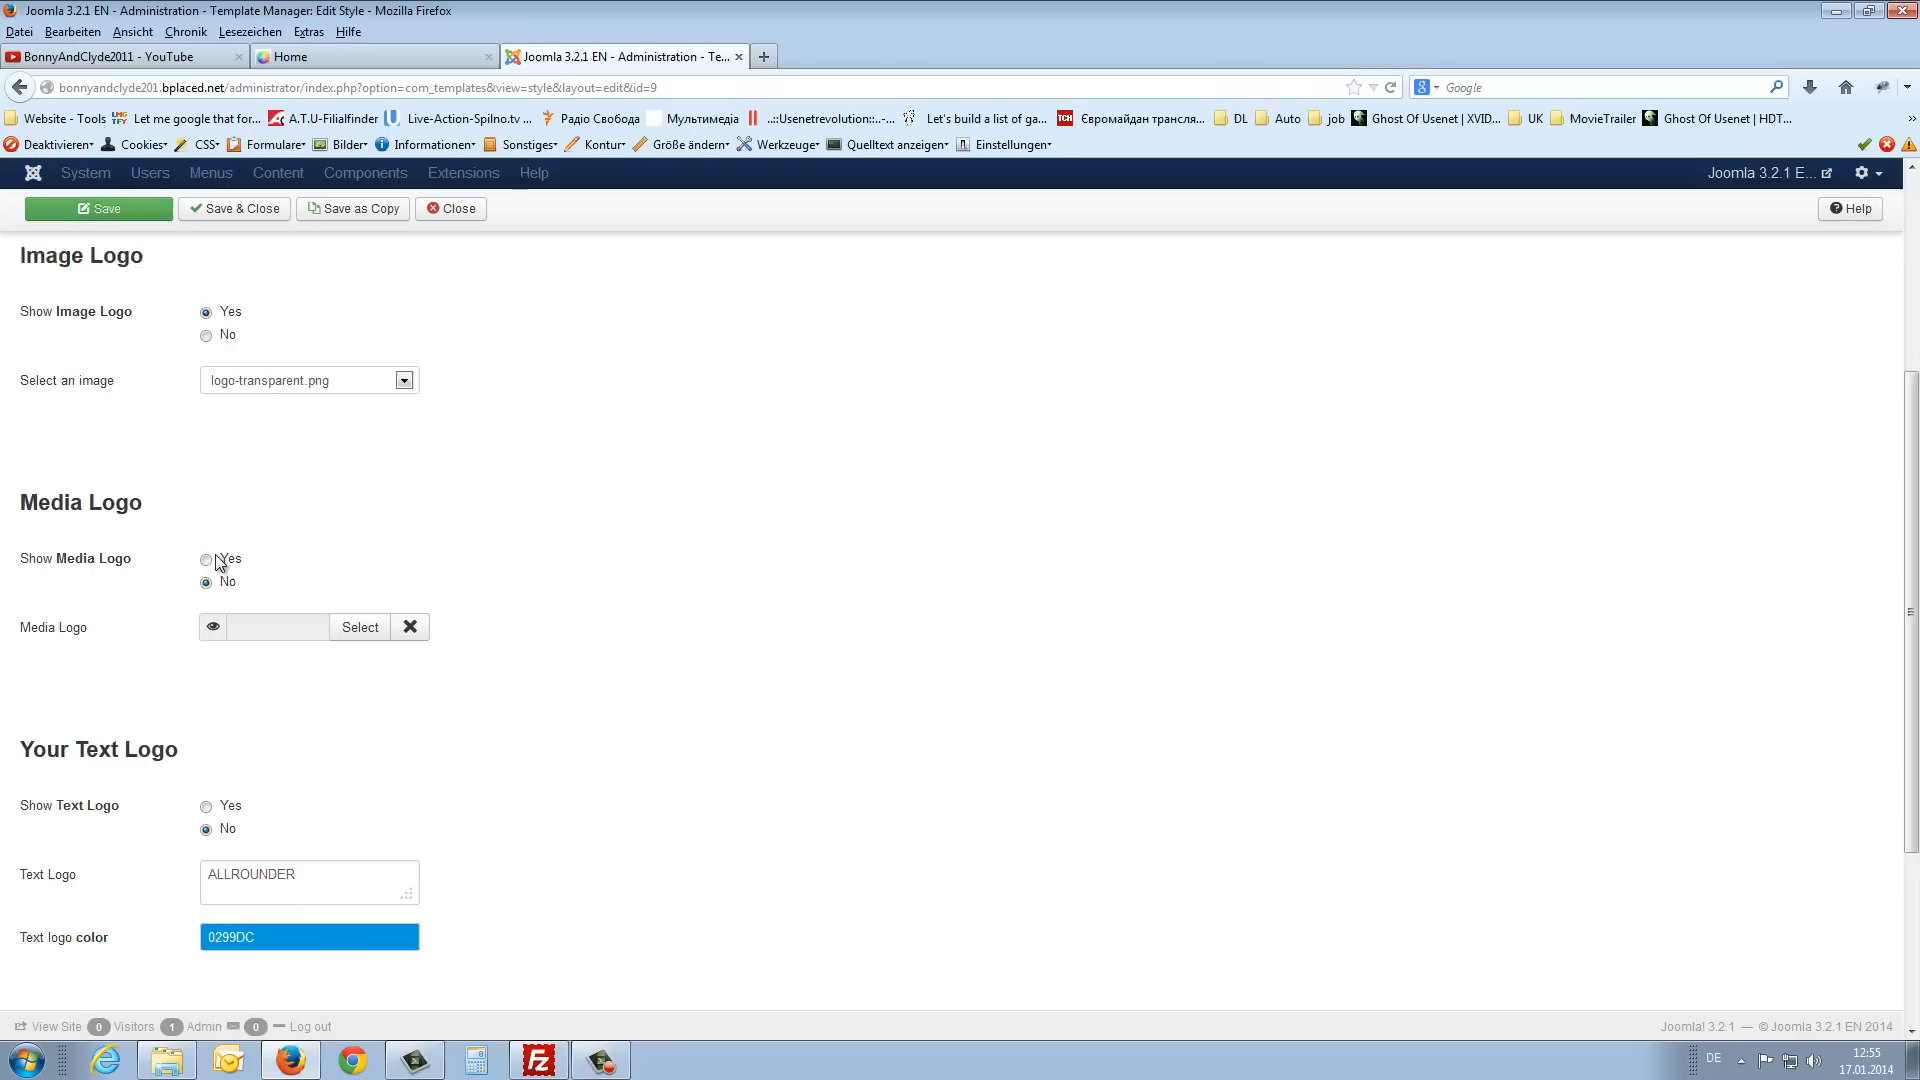 Joomla 3.2.1 EN - Administration - Template Manager: Edit Style - Mozilla Firefox
Datei Bearbeiten Ansicht Chronik Lesezeichen Extras Hilfe
BonnyAndClyde2011 - YouTube Home Joomla 3.2.1 EN - Administration - Te...
bonnyandclyde201.bplaced.net/administrator/index.php?option=com_templates&view=style&layout=edit&id=9 8 Google
Website - Tools LMG TFY Let me google that for... A.T.U-Filialfinder Live-Action-Spilno.tv ... Радіо Свобода Мультимедіа ..::Usenetrevolution::..-... Let's build a list of ga... ТСН Євромайдан трансля... DL Auto job Ghost Of Usenet | XVID... UK MovieTrailer Ghost Of Usenet | HDT... »
Deaktivieren Cookies CSS Formulare Bilder Informationen Sonstiges Kontur Größe ändern Werkzeuge Quelltext anzeigen Einstellungen
System Users Menus Content Components Extensions Help Joomla 3.2.1 E...
Save Save & Close Save as Copy Close Help
Image Logo
Show Image Logo Yes
No
Select an image logo-transparent.png
Media Logo
Show Media Logo Yes
No
Media Logo Select
Your Text Logo
Show Text Logo Yes
No
Text Logo ALLROUNDER
Text logo color 0299DC
View Site 0 Visitors 1 Admin 0 Log out Joomla! 3.2.1 — © Joomla 3.2.1 EN 2014
Fz DE 12:55
17.01.2014